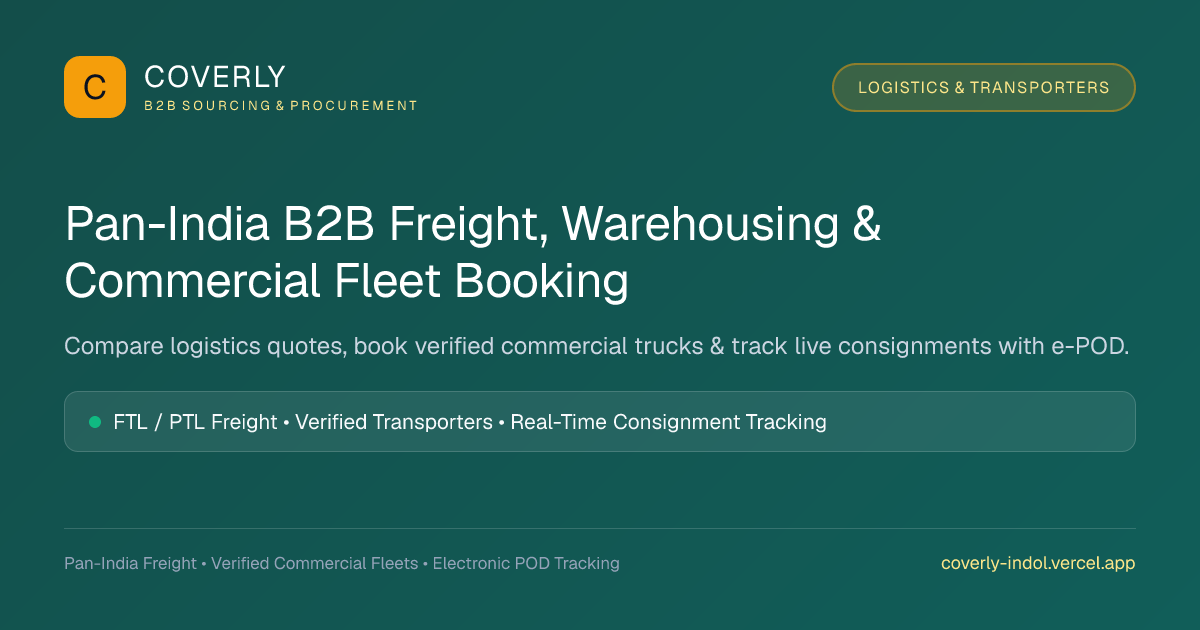 C
COVERLY
B2B SOURCING & PROCUREMENT
LOGISTICS & TRANSPORTERS
Pan-India B2B Freight, Warehousing &
Commercial Fleet Booking
Compare logistics quotes, book verified commercial trucks & track live consignments with e-POD.
FTL / PTL Freight • Verified Transporters • Real-Time Consignment Tracking
Pan-India Freight • Verified Commercial Fleets • Electronic POD Tracking
coverly-indol.vercel.app